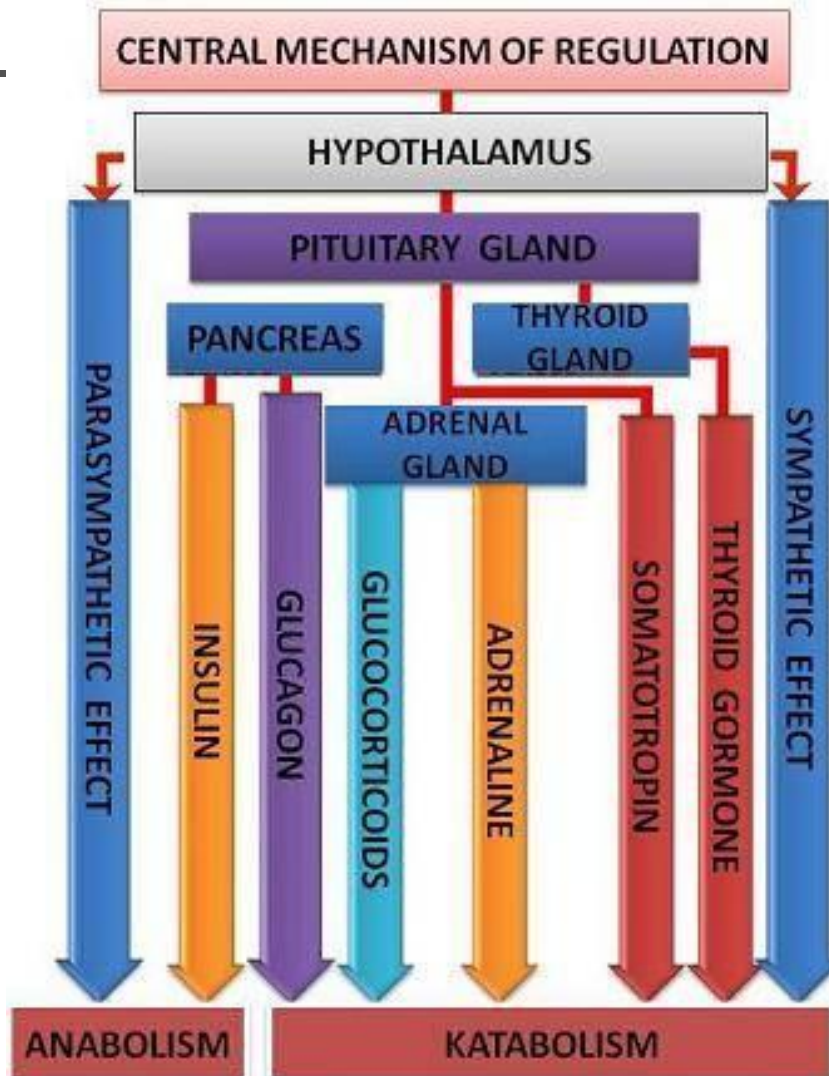 CENTRAL MECHANISM OF REGULATION
HYPOTHALAMUS
PITUITARY GLAND
PANCREAS
THYROID
GLAND
ADRENAL
GLAND
PARASYMPATHETIC EFFECT
INSULIN
GLUCAGON
GLUCOCORTICOIDS
ADRENALINE
SOMATOTROPIN
THYROID GORMONE
SYMPATHETIC EFFECT
ANABOLISM
KATABOLISM